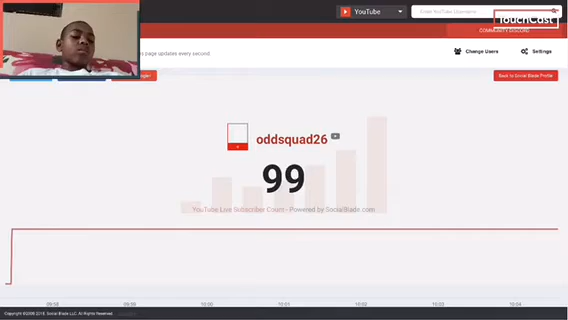 YouTube
Enter YouTube Username
TouchCast
COMMUNITY DISCORD
page updates every second
Change Users
Settings
Back to Social Blade Profile
oddsquad26
99
YouTube Live Subscriber Count - Powered by SocialBlade.com
09:58
09:59
10:00
10:01
10:02
10:03
10:04
Copyright ©2008-2018. Social Blade LLC. All Rights Reserved.